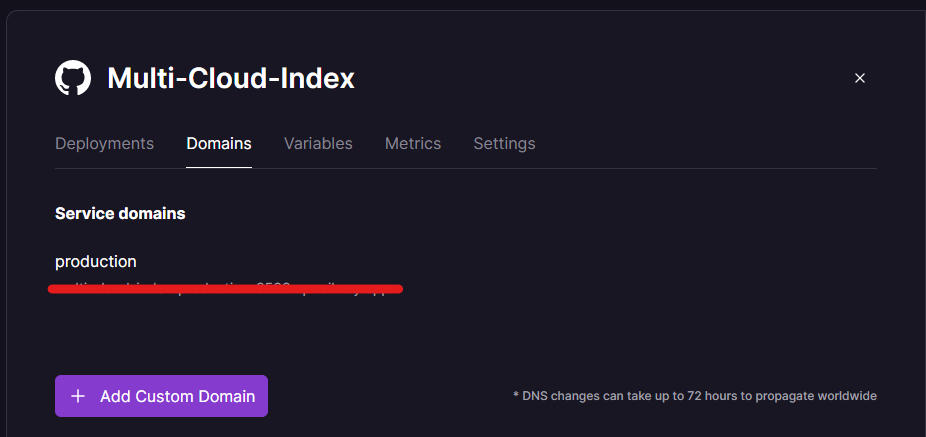 Multi-Cloud-Index
Deployments Domains Variables Metrics Settings
Service domains
production
+ Add Custom Domain
* DNS changes can take up to 72 hours to propagate worldwide